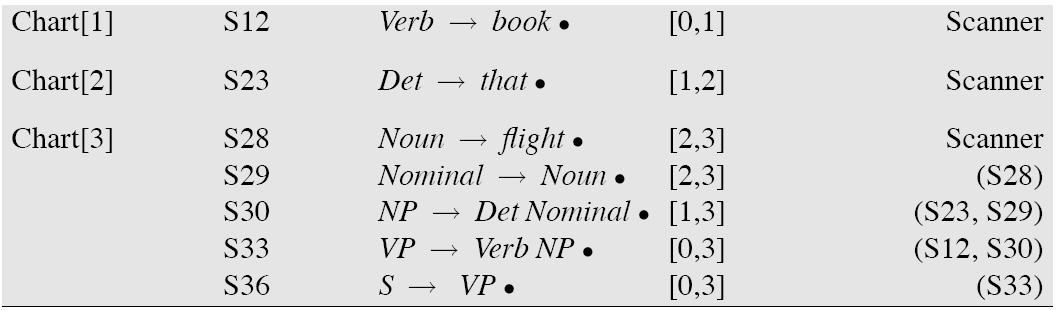 Chart[1] S12 Verb → book • [0,1] Scanner
Chart[2] S23 Det → that • [1,2] Scanner
Chart[3] S28 Noun → flight • [2,3] Scanner
S29 Nominal → Noun • [2,3] (S28)
S30 NP → Det Nominal • [1,3] (S23, S29)
S33 VP → Verb NP • [0,3] (S12, S30)
S36 S → VP • [0,3] (S33)